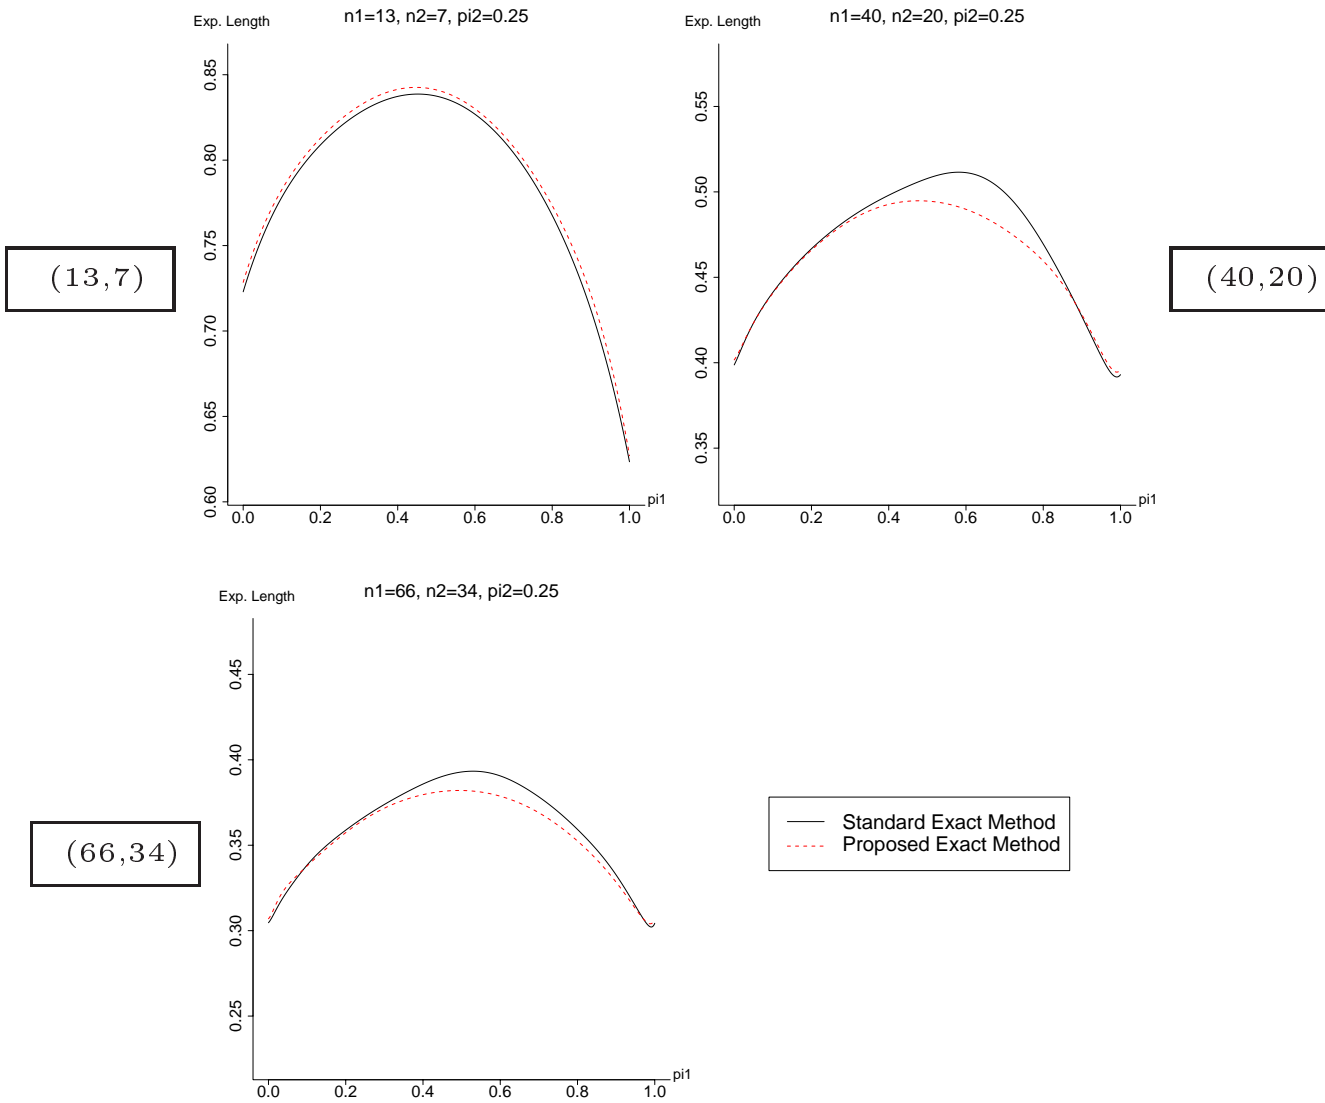 Exp. Length
n1=13, n2=7, pi2=0.25
0.85
0.80
0.75
0.70
0.65
0.60
0.0 0.2 0.4 0.6 0.8 1.0
pi1
(13,7)
Exp. Length
n1=40, n2=20, pi2=0.25
0.55
0.50
0.45
0.40
0.35
0.0 0.2 0.4 0.6 0.8 1.0
pi1
(40,20)
Exp. Length
n1=66, n2=34, pi2=0.25
0.45
0.40
0.35
0.30
0.25
0.0 0.2 0.4 0.6 0.8 1.0
pi1
(66,34)
Standard Exact Method
Proposed Exact Method